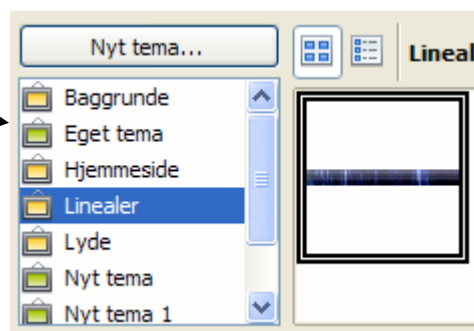 Nyt tema...
Lineal
Baggrunde
Eget tema
Hjemmeside
Linealer
Lyde
Nyt tema
Nyt tema 1